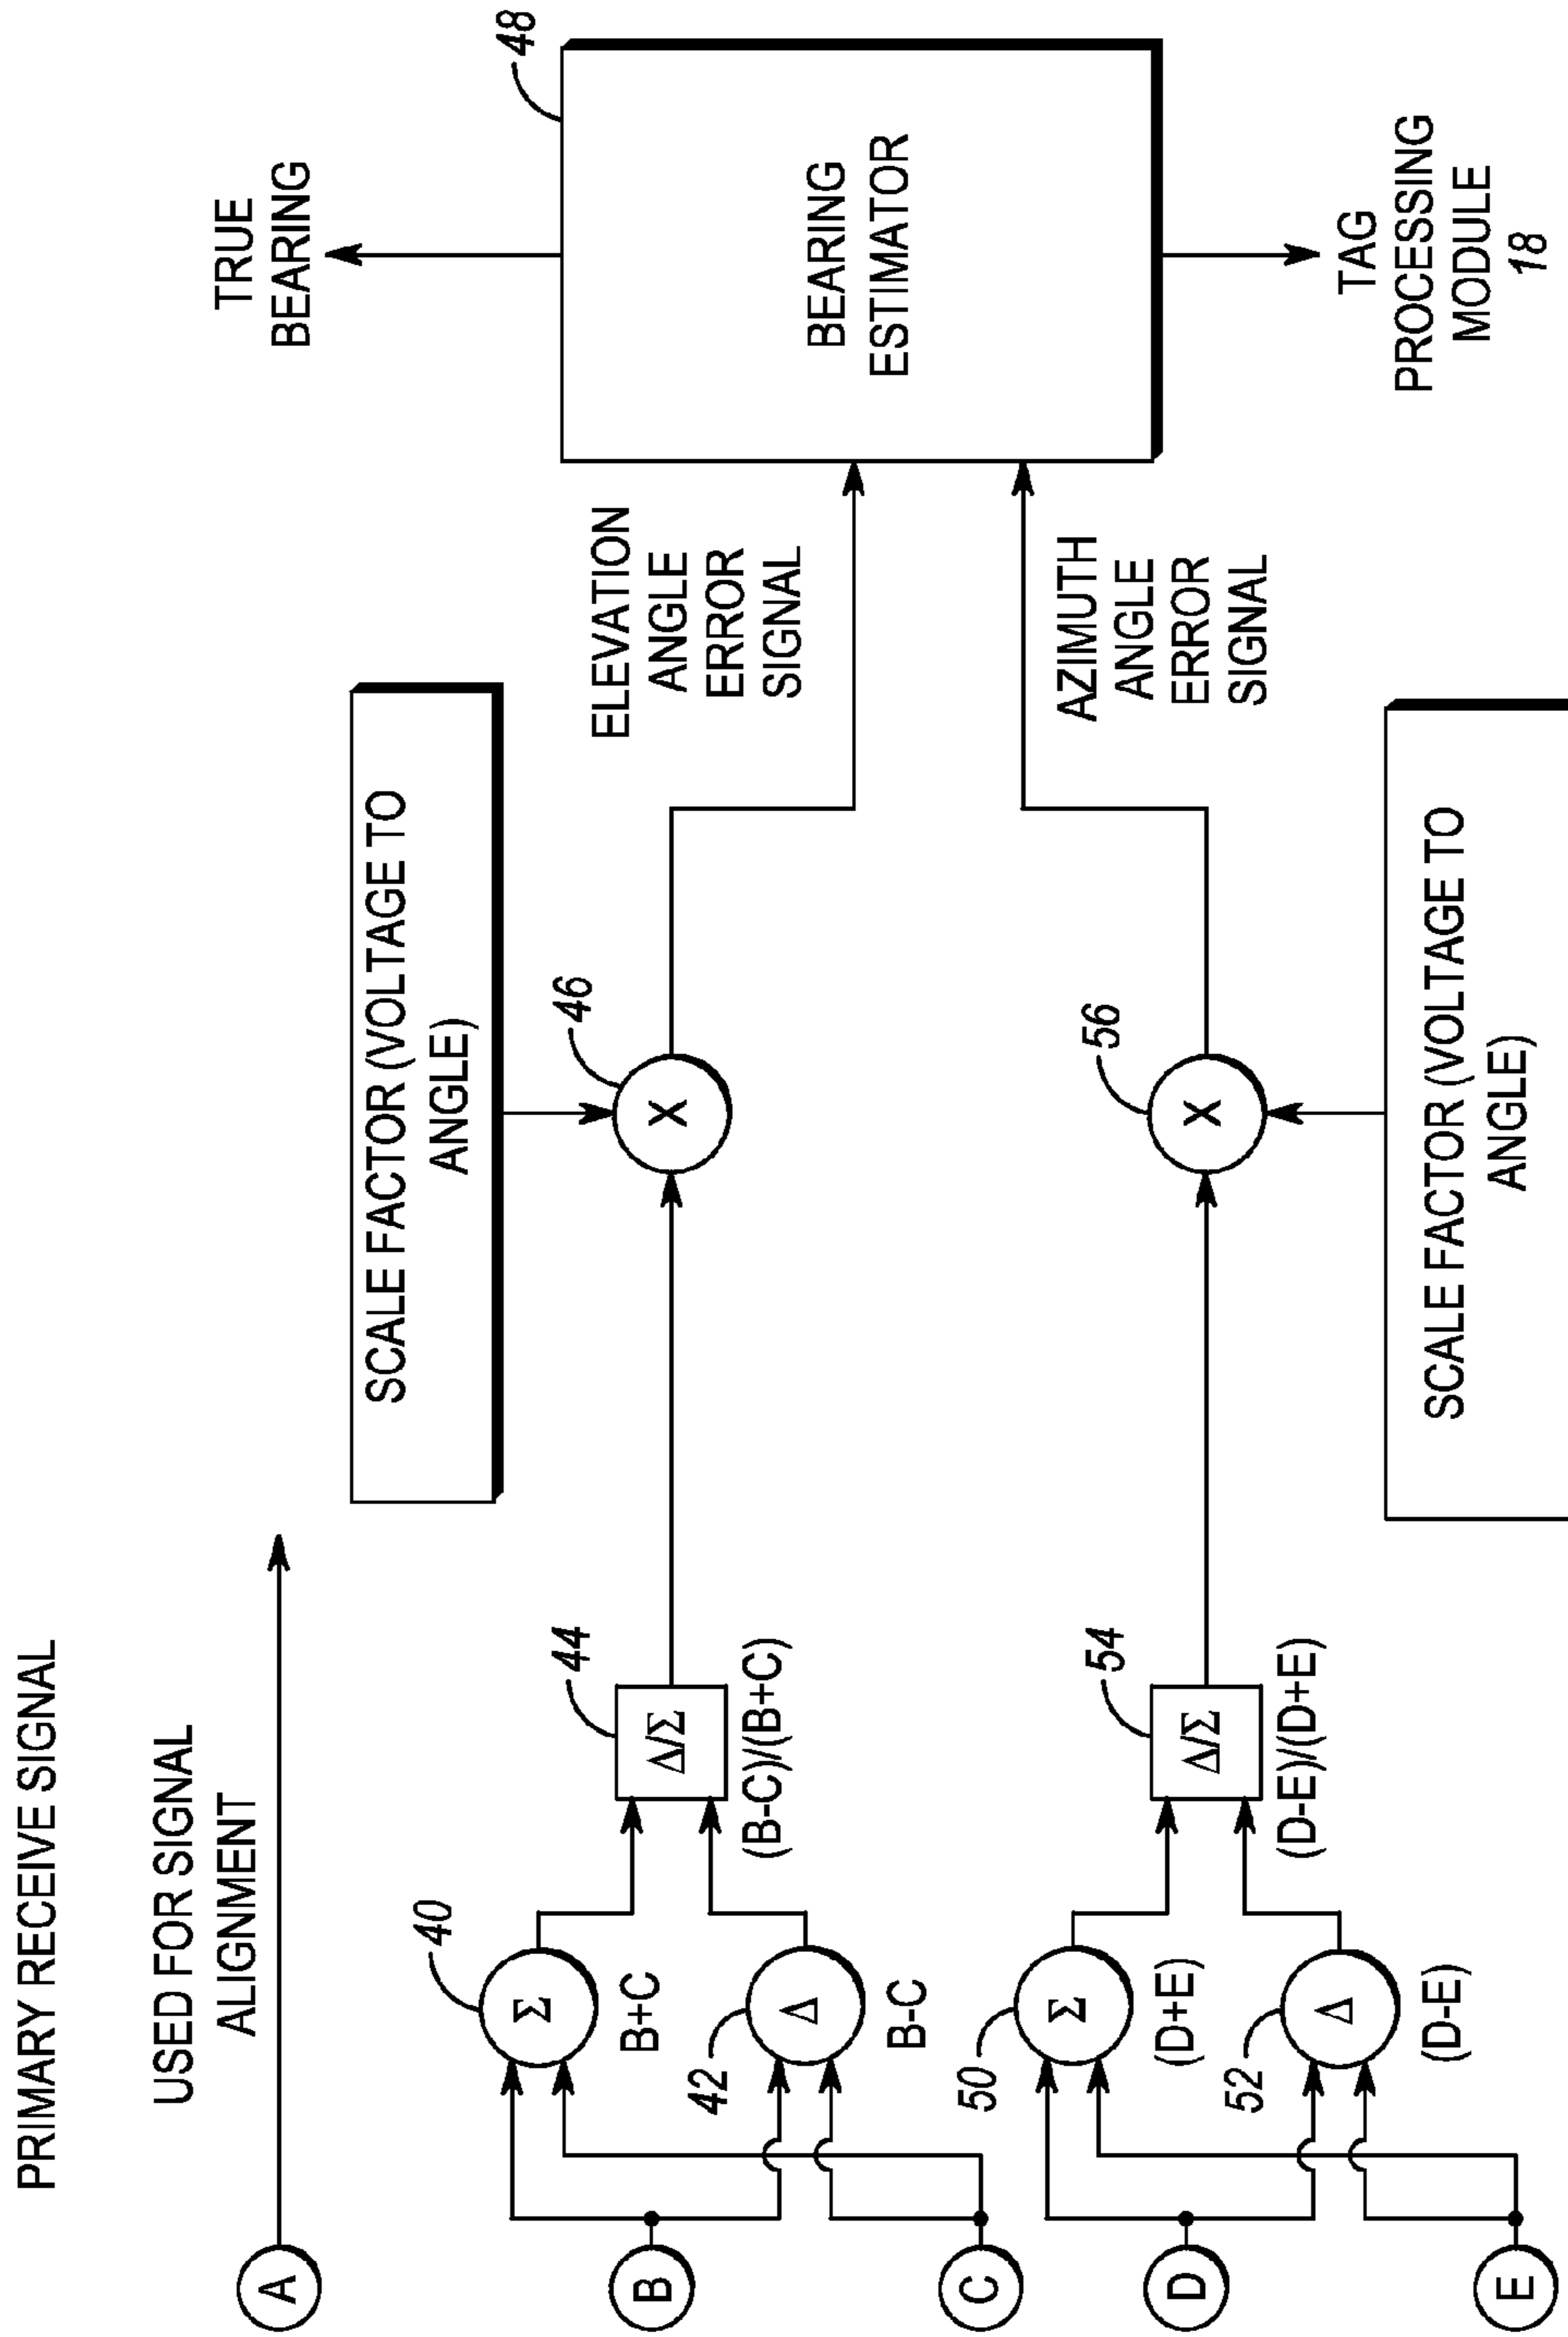 PRIMARY RECEIVE SIGNAL
USED FOR SIGNAL
ALIGNMENT
A
B
C
D
E
40
Σ
B+C
42
Δ
B-C
50
Σ
(D+E)
52
Δ
(D-E)
44
Δ/Σ
(B-C)/(B+C)
54
Δ/Σ
(D-E)/(D+E)
SCALE FACTOR (VOLTAGE TO
ANGLE)
46
X
56
X
SCALE FACTOR (VOLTAGE TO
ANGLE)
ELEVATION
ANGLE
ERROR
SIGNAL
AZIMUTH
ANGLE
ERROR
SIGNAL
TRUE
BEARING
48
BEARING
ESTIMATOR
TAG
PROCESSING
MODULE
18